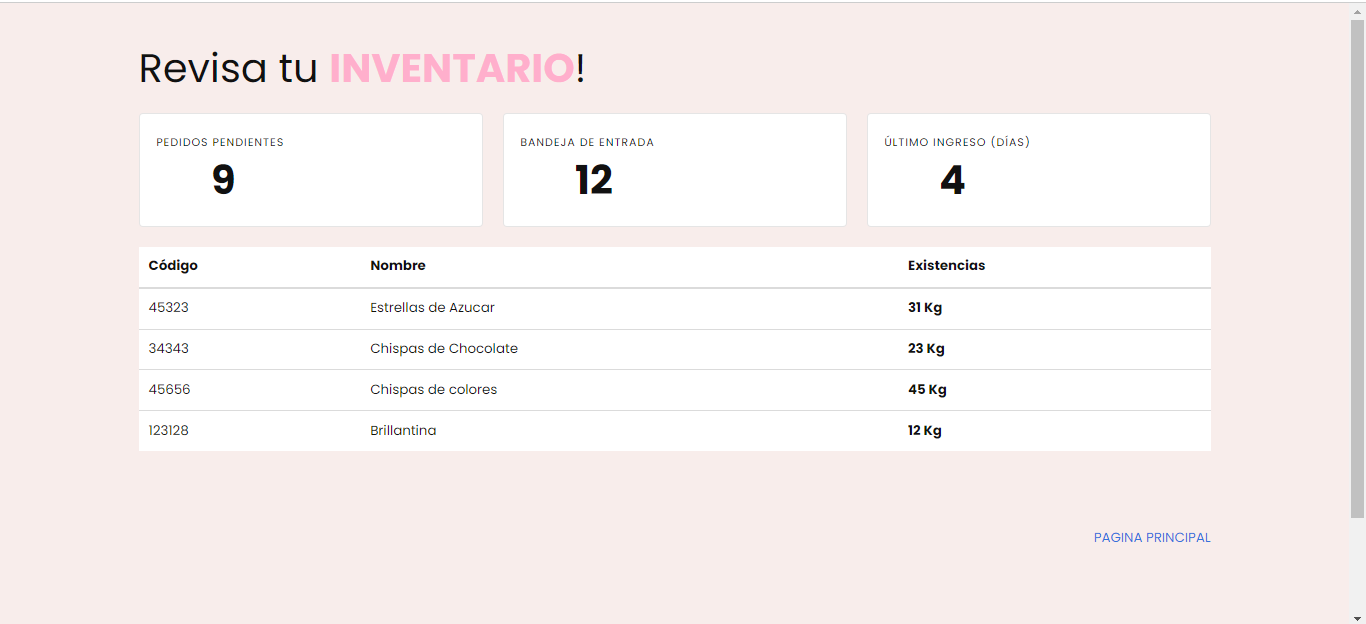 Revisa tu INVENTARIO!
PEDIDOS PENDIENTES
9
BANDEJA DE ENTRADA
12
ÚLTIMO INGRESO (DÍAS)
4
Código Nombre Existencias
45323 Estrellas de Azucar 31 Kg
34343 Chispas de Chocolate 23 Kg
45656 Chispas de colores 45 Kg
123128 Brillantina 12 Kg
PAGINA PRINCIPAL